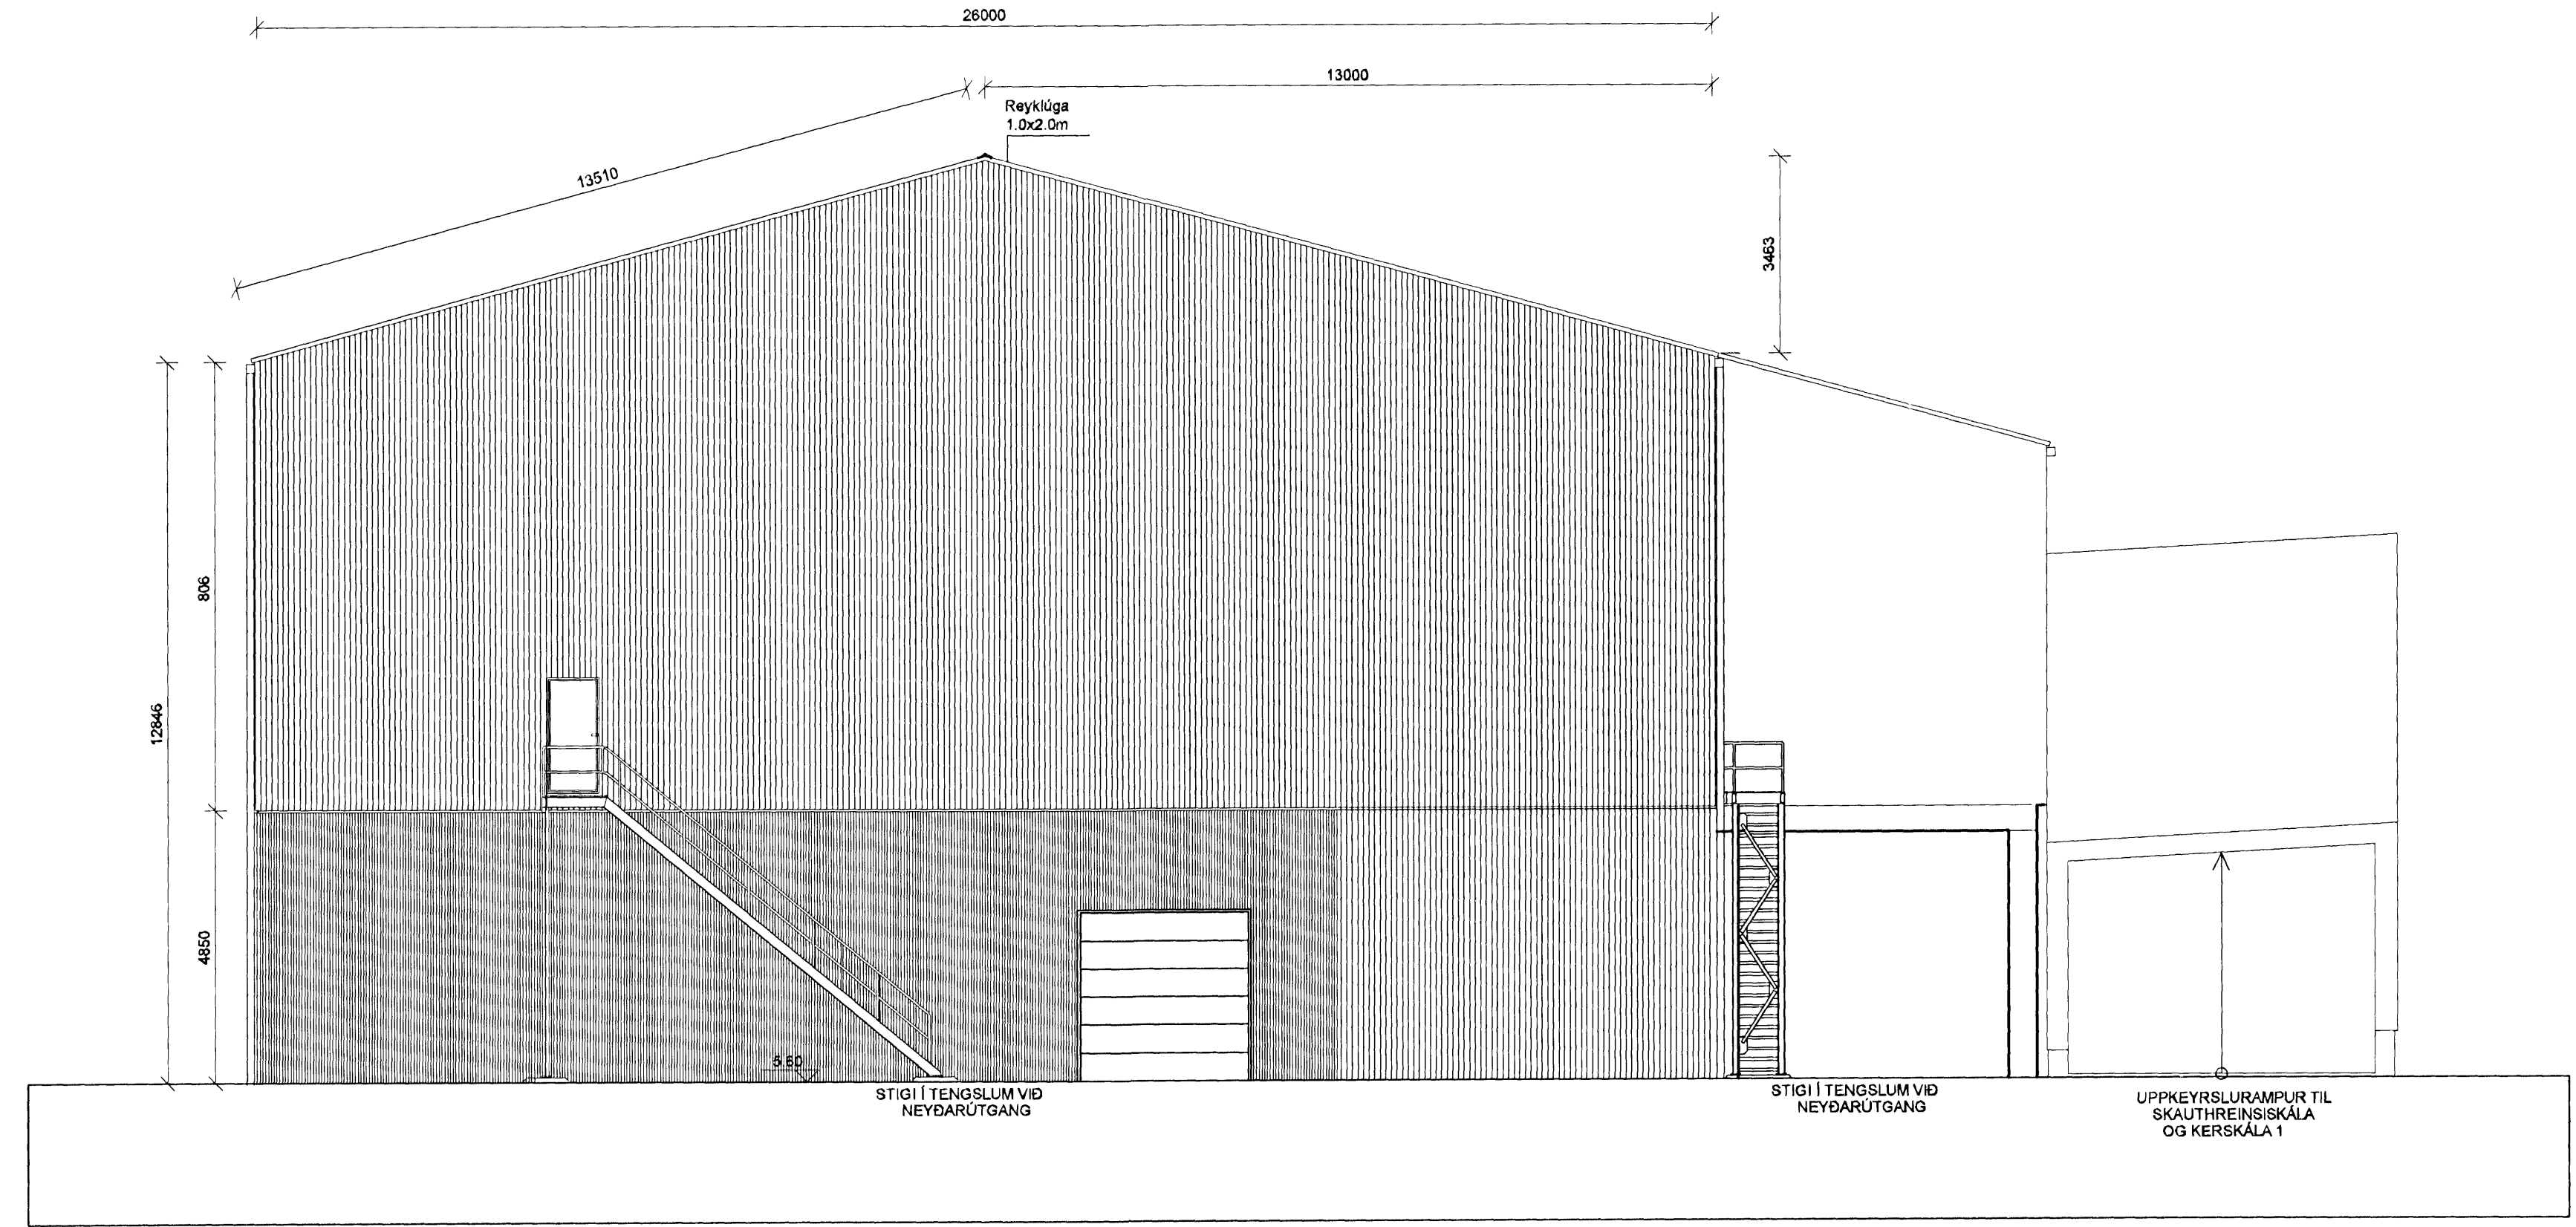 26000
13000
Reyklúga
1.0x2.0m
13510
3463
806
12846
4850
5.60
STIGI Í TENGSLUM VIÐ
NEYÐARÚTGANG
STIGI Í TENGSLUM VIÐ
NEYÐARÚTGANG
UPPKEYRSLURAMPUR TIL
SKAUTHREINSISKÁLA
OG KERSKÁLA 1